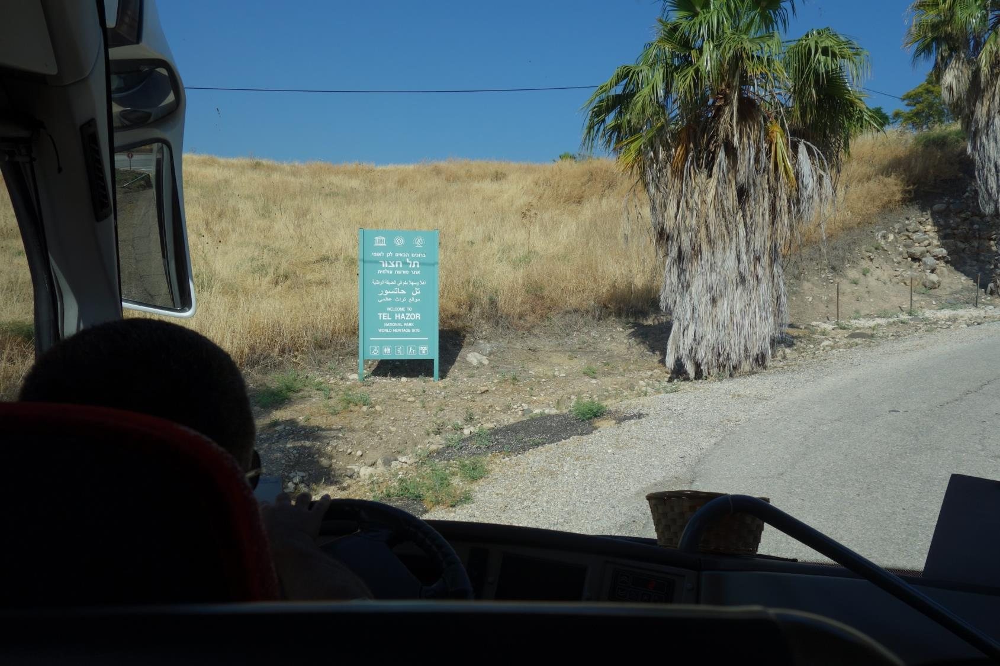 ברוכים הבאים לגן לאומי
תל חצור
אתר מורשת עולמית
أهلاً وسهلاً بكم في الحديقة الوطنية
تل حاتسور
موقع تراث عالمي
WELCOME TO
TEL HAZOR
NATIONAL PARK
WORLD HERITAGE SITE